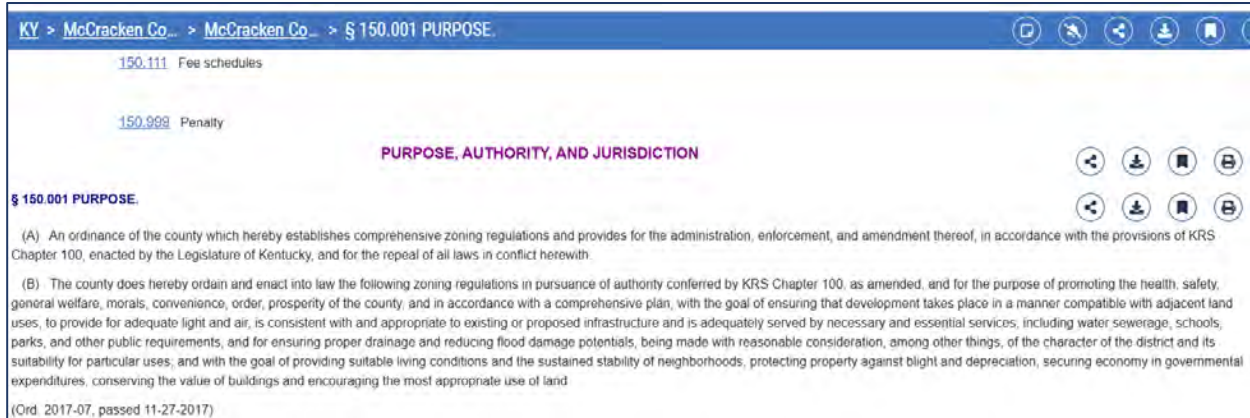 KY > McCracken Co... > McCracken Co... > § 150.001 PURPOSE.
150.111 Fee schedules
150.999 Penalty
PURPOSE, AUTHORITY, AND JURISDICTION
§ 150.001 PURPOSE.
(A) An ordinance of the county which hereby establishes comprehensive zoning regulations and provides for the administration, enforcement, and amendment thereof, in accordance with the provisions of KRS
Chapter 100, enacted by the Legislature of Kentucky, and for the repeal of all laws in conflict herewith.
(B) The county does hereby ordain and enact into law the following zoning regulations in pursuance of authority conferred by KRS Chapter 100, as amended, and for the purpose of promoting the health, safety,
general welfare, morals, convenience, order, prosperity of the county, and in accordance with a comprehensive plan, with the goal of ensuring that development takes place in a manner compatible with adjacent land
uses, to provide for adequate light and air, is consistent with and appropriate to existing or proposed infrastructure and is adequately served by necessary and essential services, including water, sewerage, schools,
parks, and other public requirements, and for ensuring proper drainage and reducing flood damage potentials, being made with reasonable consideration, among other things, of the character of the district and its
suitability for particular uses; and with the goal of providing suitable living conditions and the sustained stability of neighborhoods, protecting property against blight and depreciation, securing economy in governmental
expenditures, conserving the value of buildings and encouraging the most appropriate use of land.
(Ord. 2017-07, passed 11-27-2017)